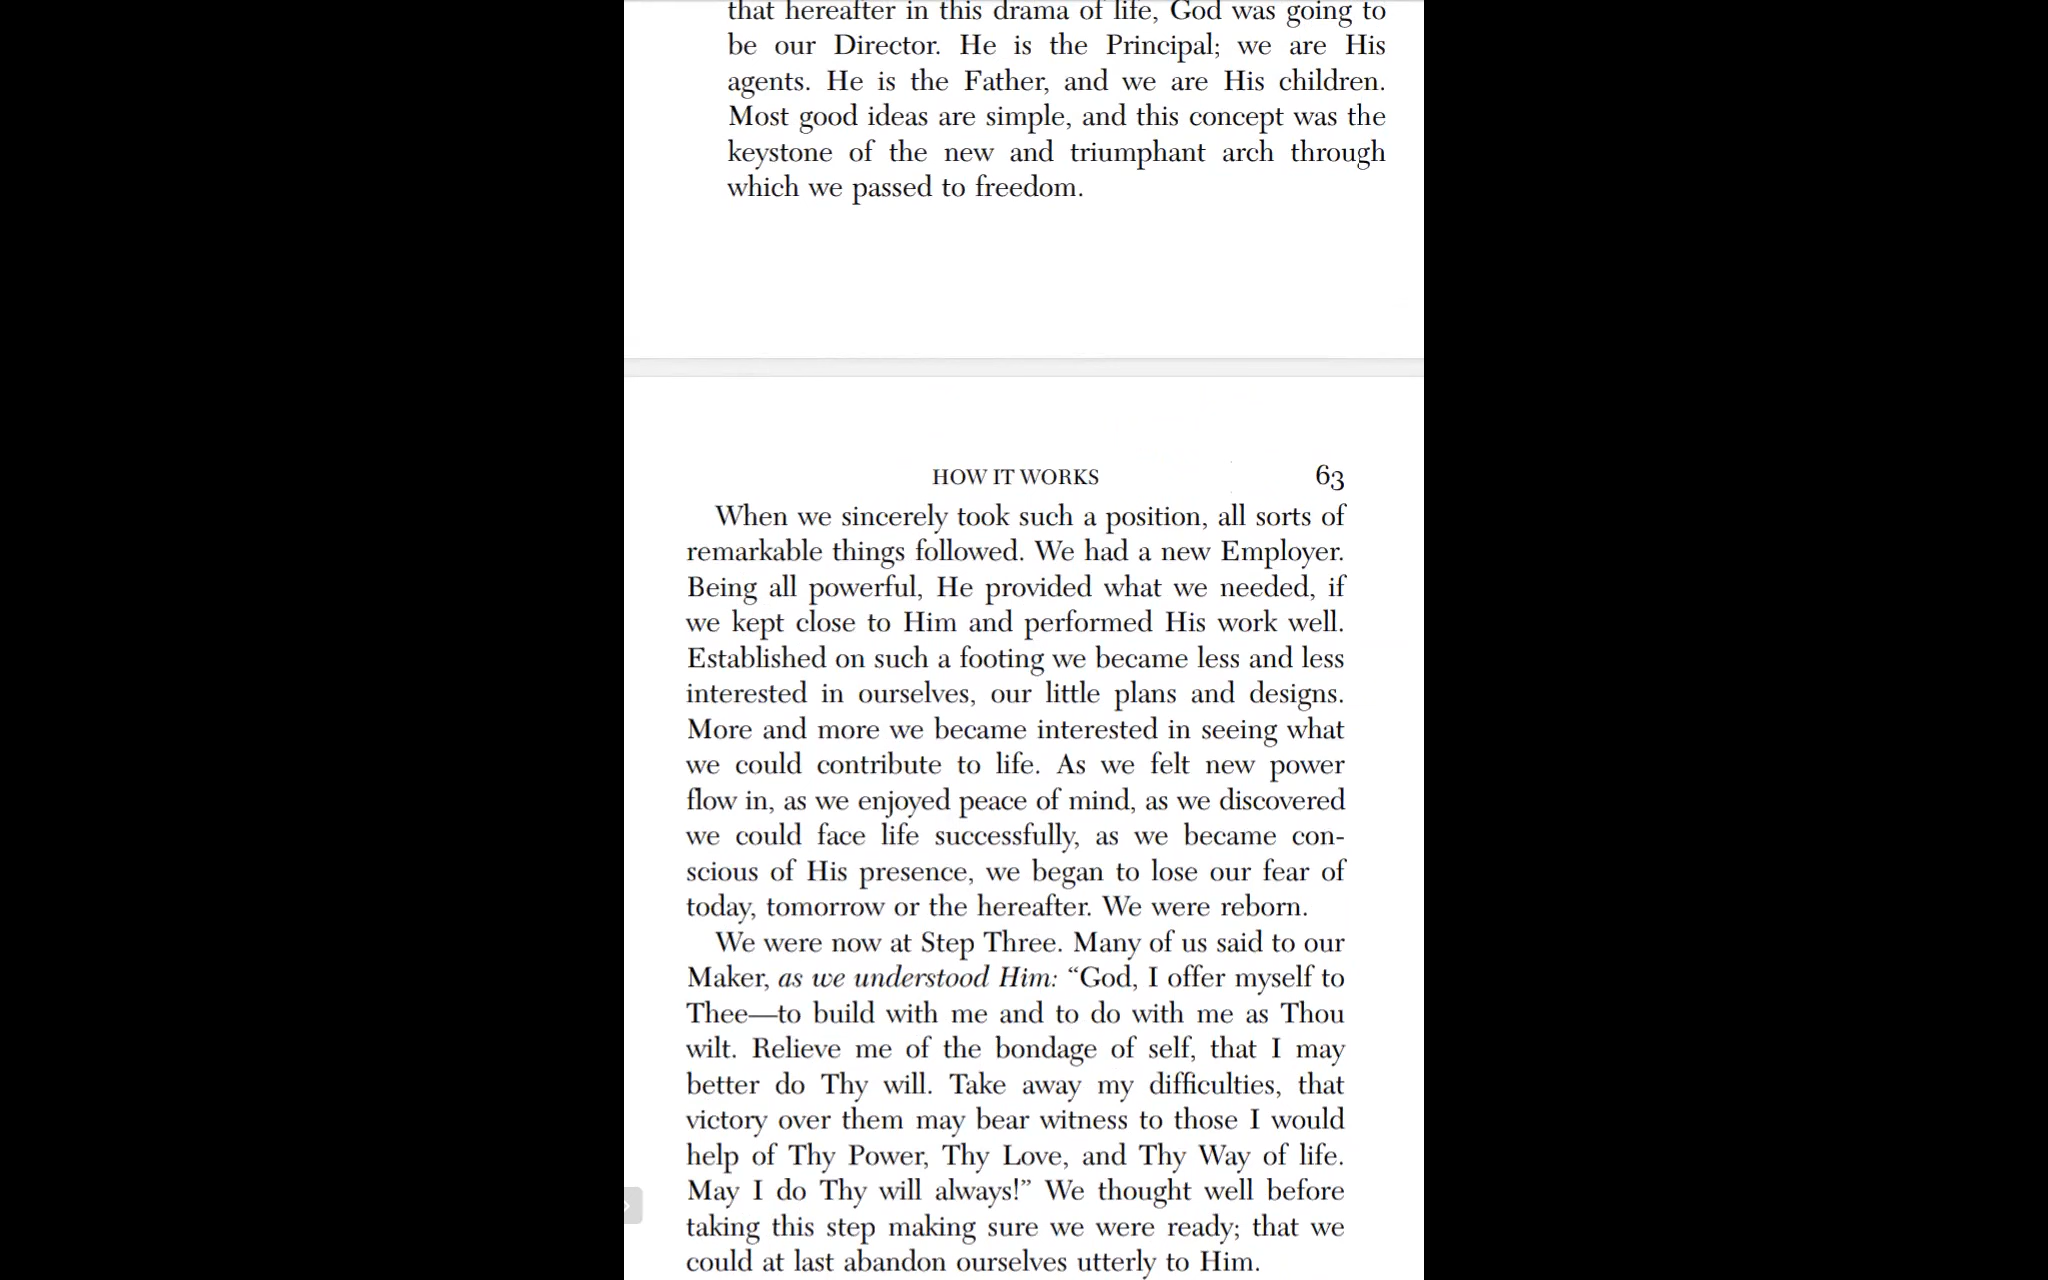 that hereafter in this drama of life, God was going to
be our Director. He is the Principal; we are His
agents. He is the Father, and we are His children.
Most good ideas are simple, and this concept was the
keystone of the new and triumphant arch through
which we passed to freedom.
HOW IT WORKS 63
When we sincerely took such a position, all sorts of
remarkable things followed. We had a new Employer.
Being all powerful, He provided what we needed, if
we kept close to Him and performed His work well.
Established on such a footing we became less and less
interested in ourselves, our little plans and designs.
More and more we became interested in seeing what
we could contribute to life. As we felt new power
flow in, as we enjoyed peace of mind, as we discovered
we could face life successfully, as we became con-
scious of His presence, we began to lose our fear of
today, tomorrow or the hereafter. We were reborn.
We were now at Step Three. Many of us said to our
Maker, as we understood Him: “God, I offer myself to
Thee—to build with me and to do with me as Thou
wilt. Relieve me of the bondage of self, that I may
better do Thy will. Take away my difficulties, that
victory over them may bear witness to those I would
help of Thy Power, Thy Love, and Thy Way of life.
May I do Thy will always!” We thought well before
taking this step making sure we were ready; that we
could at last abandon ourselves utterly to Him.